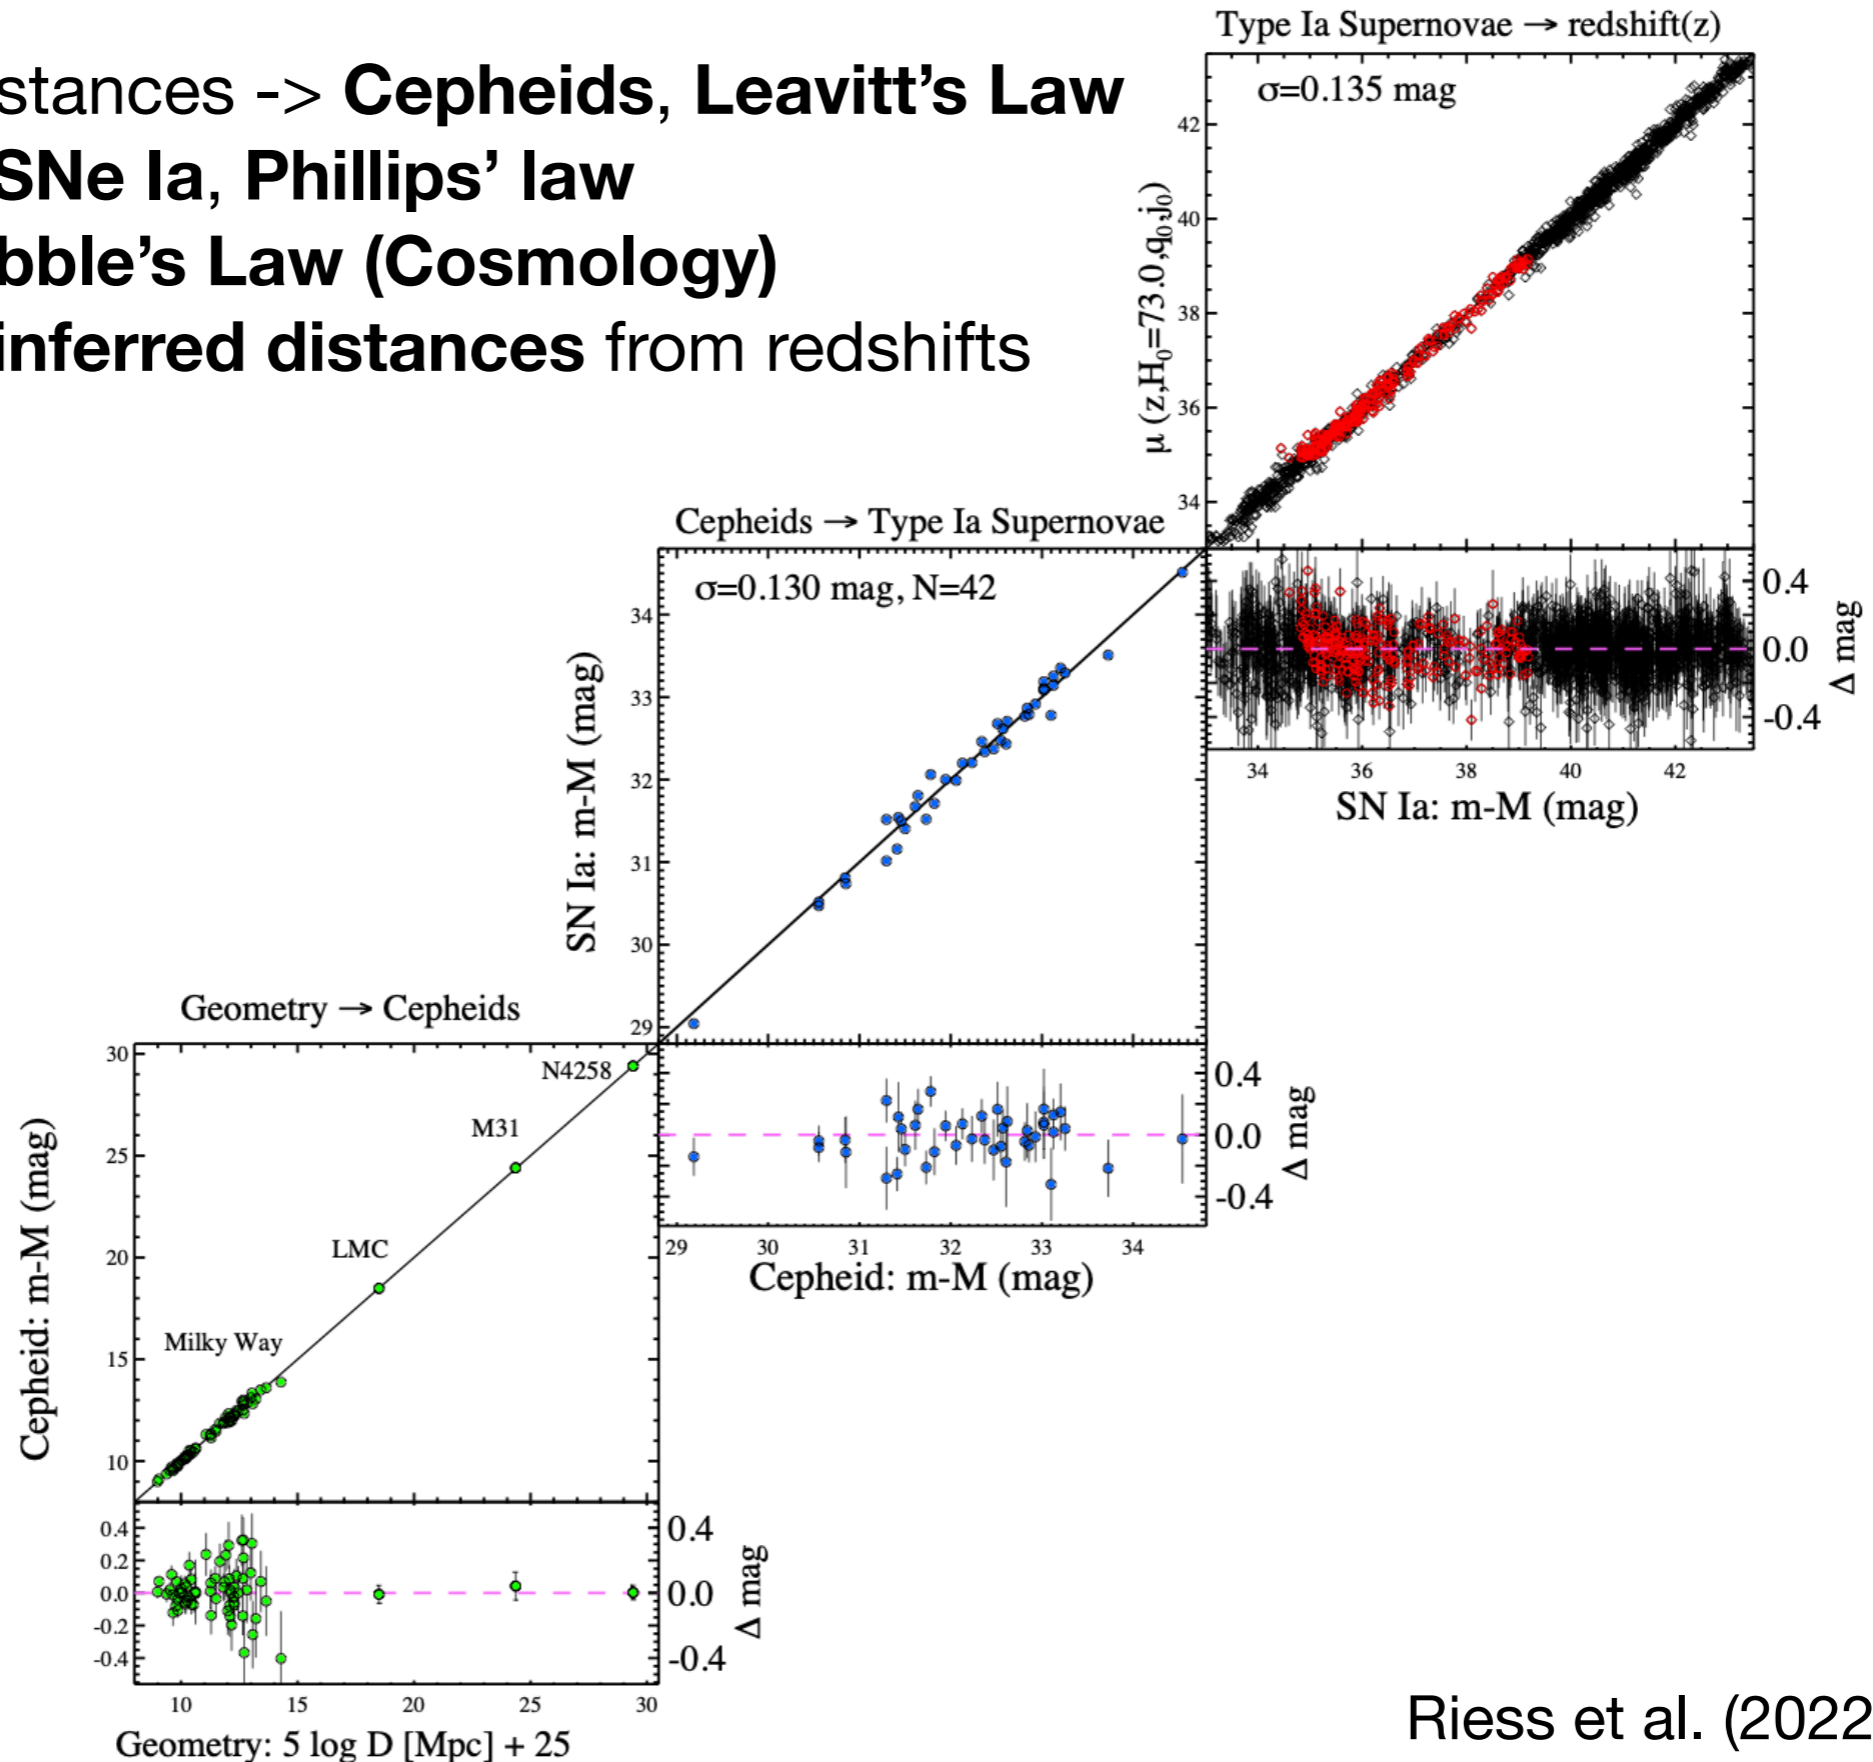 stances -> Cepheids, Leavitt's Law
SNe Ia, Phillips' law
bble's Law (Cosmology)
inferred distances from redshifts
Type Ia Supernovae → redshift(z)
σ=0.135 mag
μ (z,H₀=73.0,q₀,j₀)
42
40
38
36
34
0.4
0.0
-0.4
Δ mag
34 36 38 40 42
SN Ia: m-M (mag)
Cepheids → Type Ia Supernovae
σ=0.130 mag, N=42
SN Ia: m-M (mag)
34
33
32
31
30
29
0.4
0.0
-0.4
Δ mag
29 30 31 32 33 34
Cepheid: m-M (mag)
Geometry → Cepheids
N4258
M31
LMC
Milky Way
Cepheid: m-M (mag)
30
25
20
15
10
0.4
0.2
0.0
-0.2
-0.4
0.4
0.0
-0.4
Δ mag
10 15 20 25 30
Geometry: 5 log D [Mpc] + 25
Riess et al. (2022